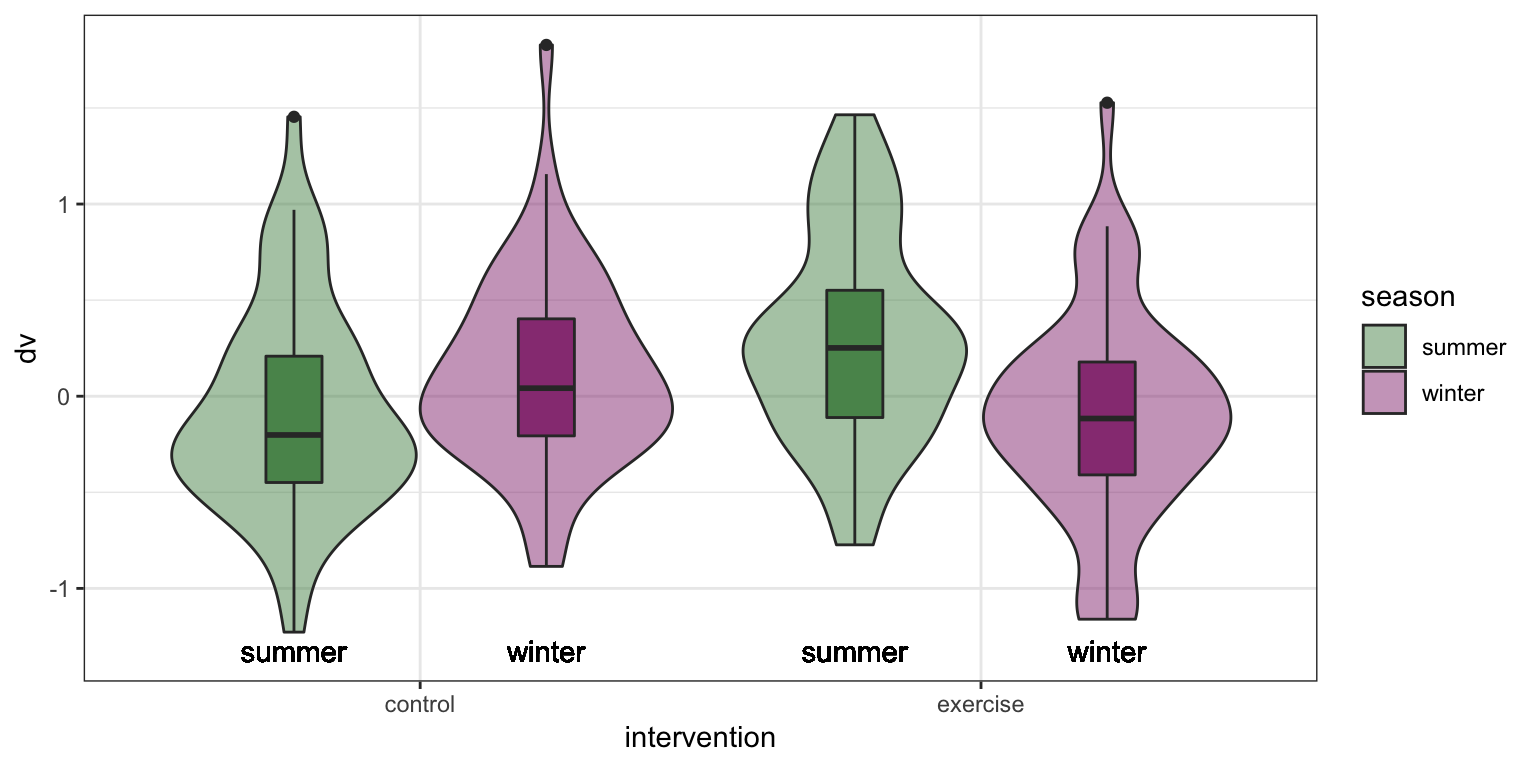 dv
1
0
-1
summer winter summer winter
control exercise
intervention
season
summer
winter